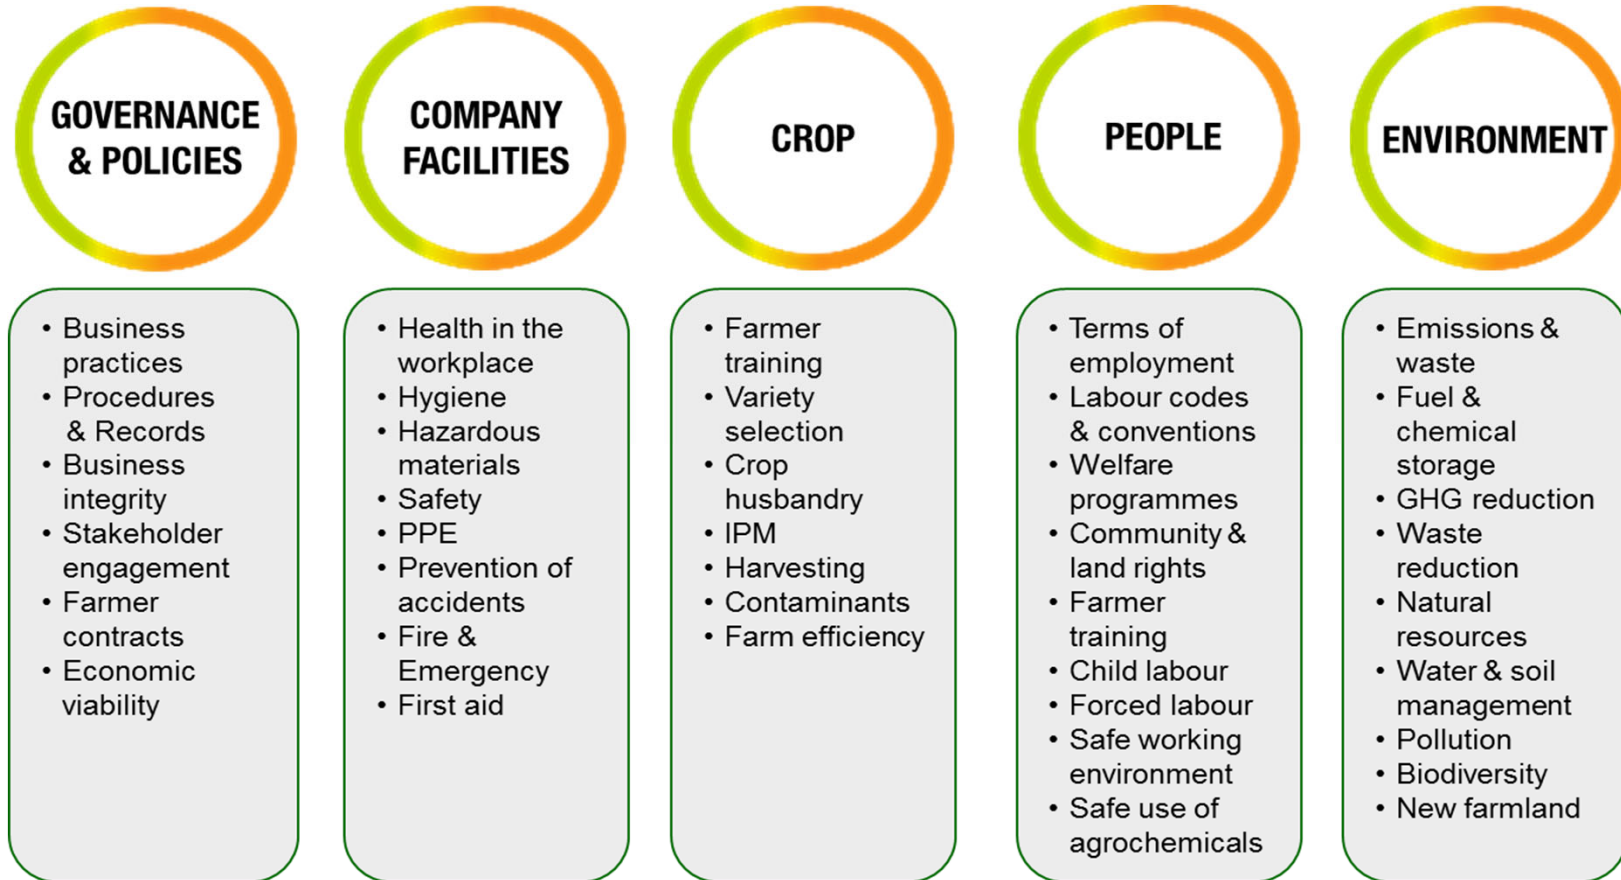 GOVERNANCE
& POLICIES
• Business
practices
• Procedures
& Records
• Business
integrity
• Stakeholder
engagement
• Farmer
contracts
• Economic
viability
COMPANY
FACILITIES
• Health in the
workplace
• Hygiene
• Hazardous
materials
• Safety
• PPE
• Prevention of
accidents
• Fire &
Emergency
• First aid
CROP
• Farmer
training
• Variety
selection
• Crop
husbandry
• IPM
• Harvesting
• Contaminants
• Farm efficiency
PEOPLE
• Terms of
employment
• Labour codes
& conventions
• Welfare
programmes
• Community &
land rights
• Farmer
training
• Child labour
• Forced labour
• Safe working
environment
• Safe use of
agrochemicals
ENVIRONMENT
• Emissions &
waste
• Fuel &
chemical
storage
• GHG reduction
• Waste
reduction
• Natural
resources
• Water & soil
management
• Pollution
• Biodiversity
• New farmland